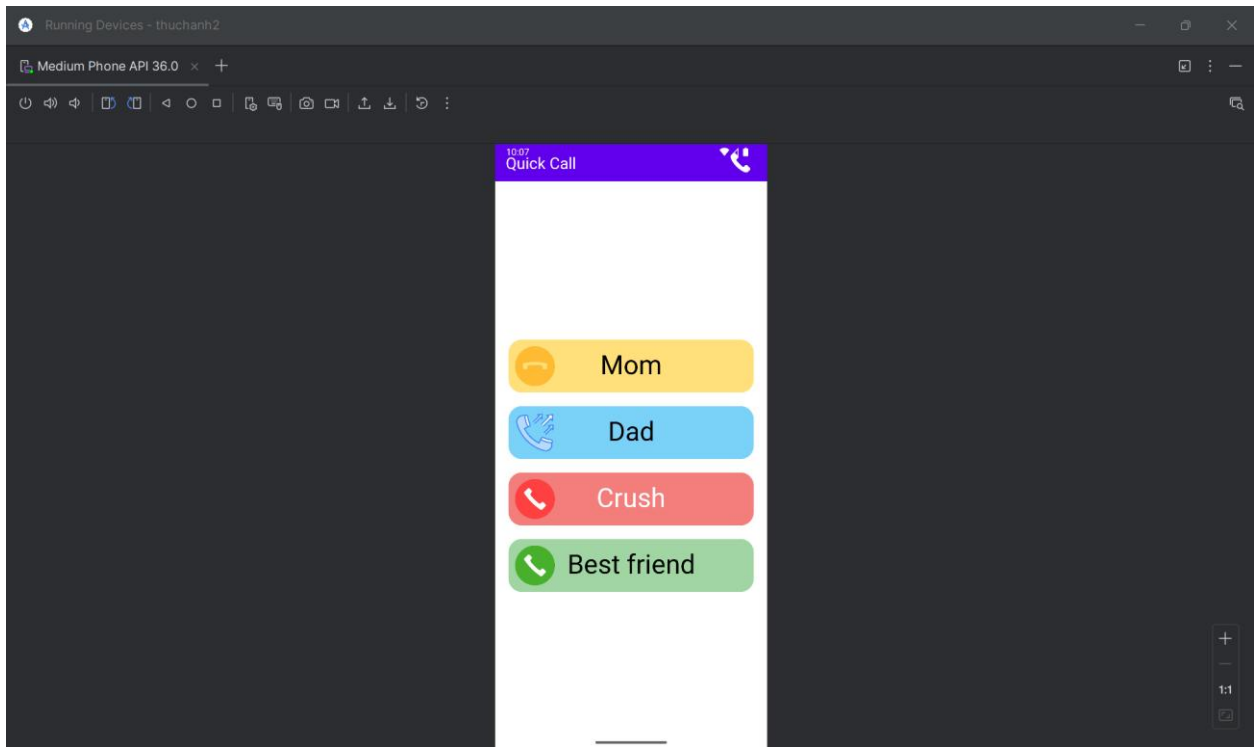 Running Devices - thuchanh2
Medium Phone API 36.0
10:07
Quick Call
Mom
Dad
Crush
Best friend
1:1